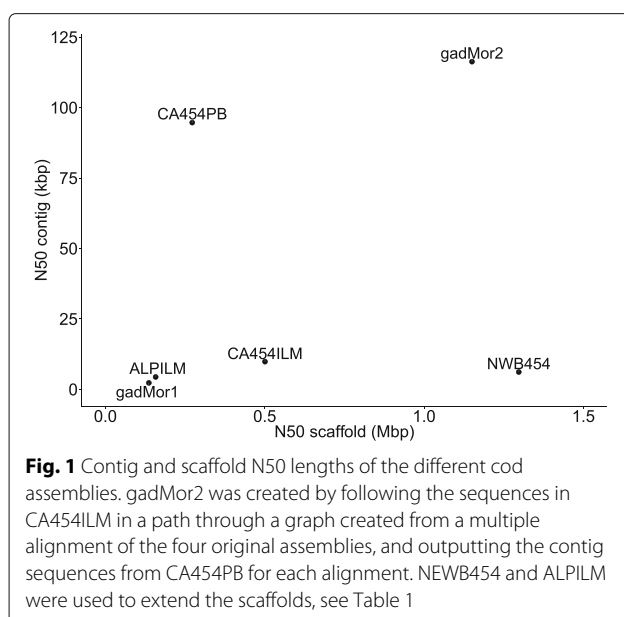 125
100
75
50
25
0
N50 contig (kbp)
gadMor2
CA454PB
CA454ILM
NWB454
ALPILM
gadMor1
0.0 0.5 1.0 1.5
N50 scaffold (Mbp)
Fig. 1 Contig and scaffold N50 lengths of the different cod
assemblies. gadMor2 was created by following the sequences in
CA454ILM in a path through a graph created from a multiple
alignment of the four original assemblies, and outputting the contig
sequences from CA454PB for each alignment. NEWB454 and ALPILM
were used to extend the scaffolds, see Table 1